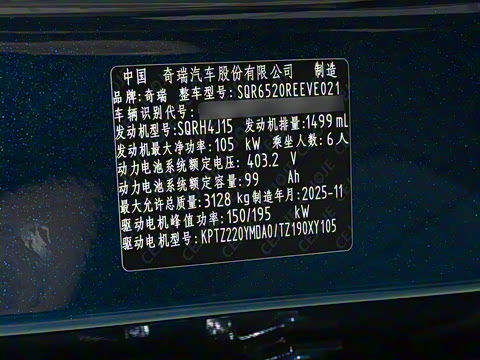 中国 奇瑞汽车股份有限公司 制造
品牌:奇瑞 整车型号:SQR6520REEVE021
车辆识别代号:
发动机型号:SQRH4J15 发动机排量:1499 mL
发动机最大净功率:105 kW 乘坐人数:6人
动力电池系统额定电压:403.2 V
动力电池系统额定容量:99 Ah
最大允许总质量:3128 kg 制造年月:2025-11
驱动电机峰值功率:150/195 kW
驱动电机型号:KPTZ220YMDA0/TZ190XY105